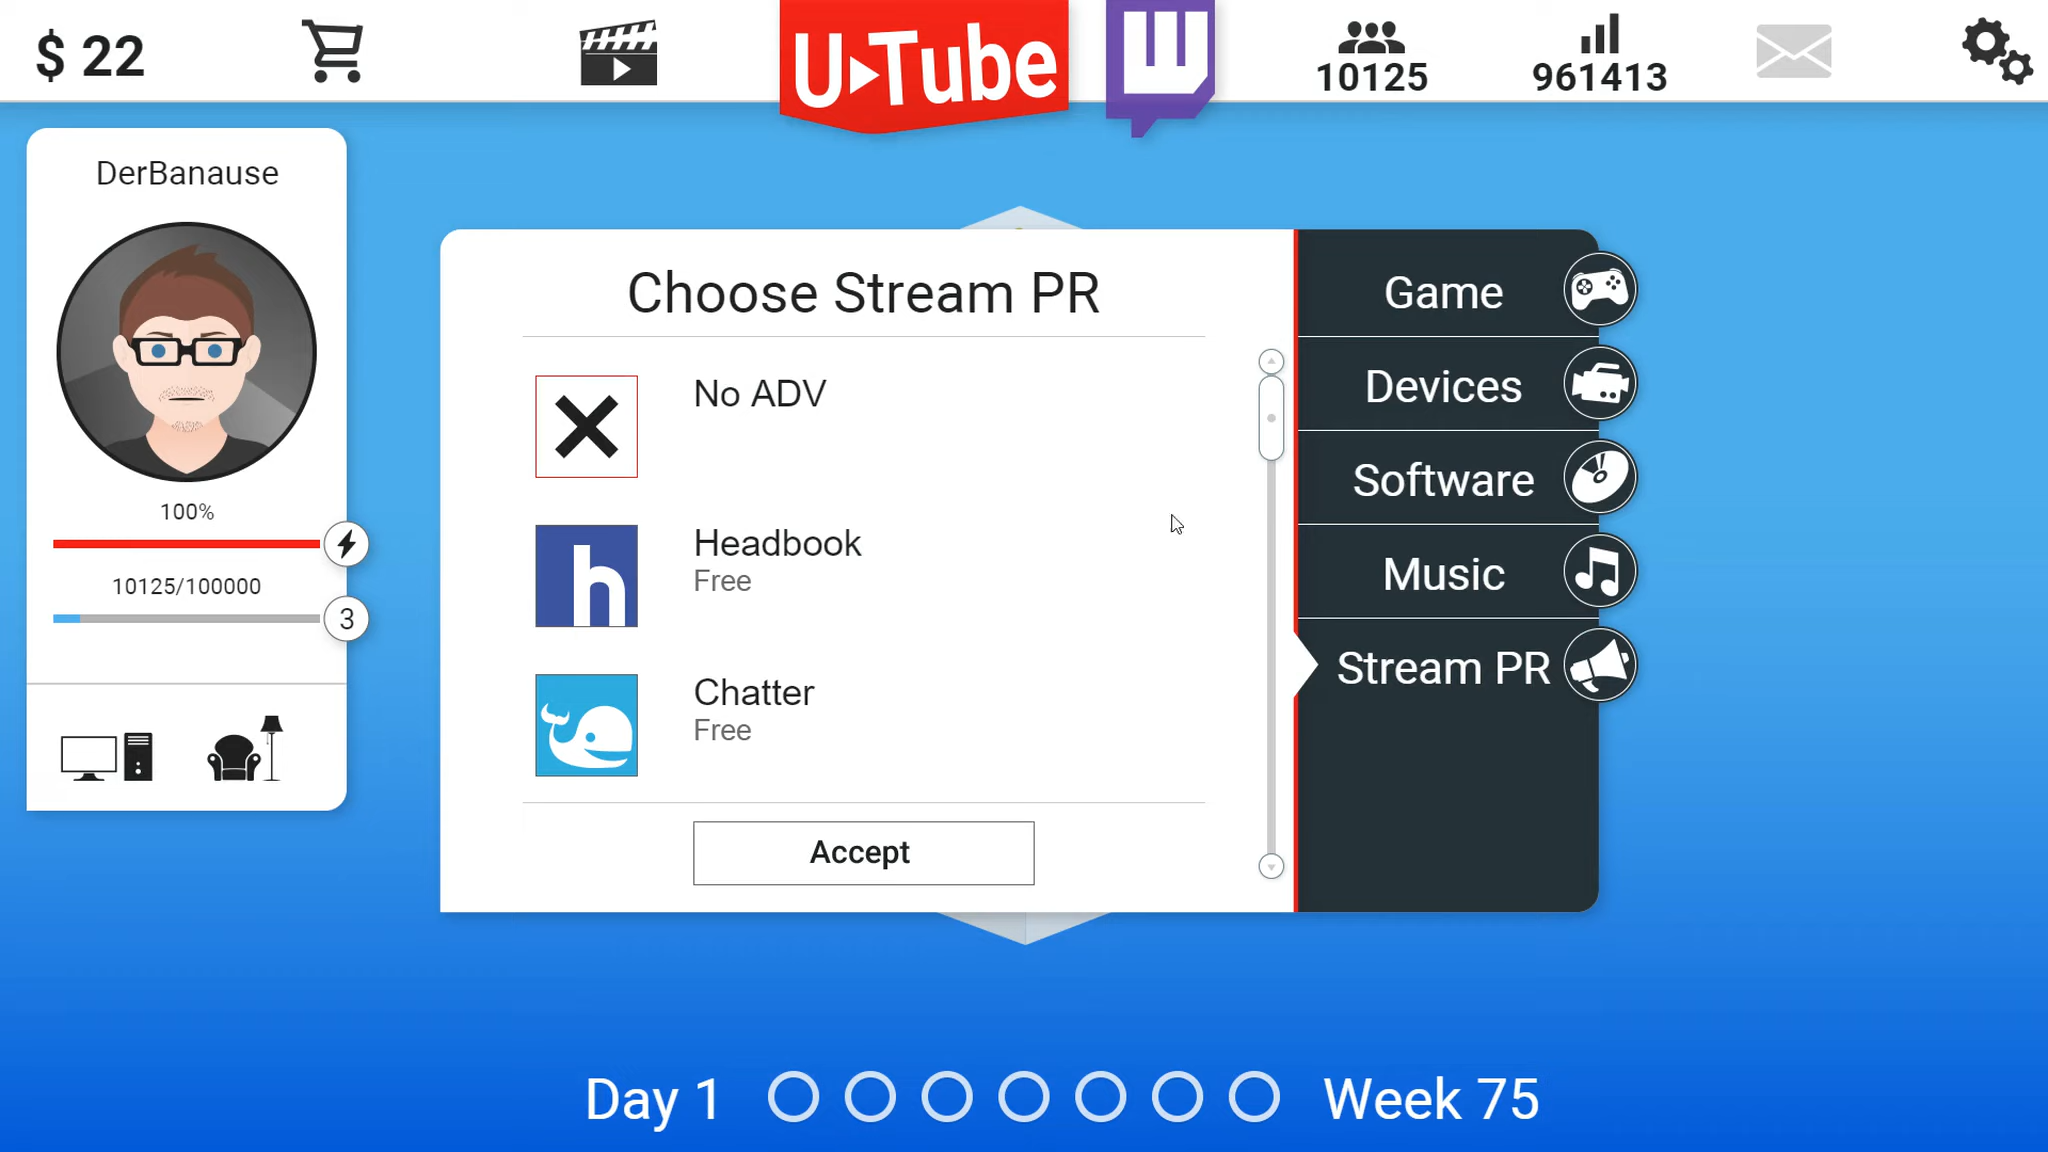 $ 22
U Tube
10125
961413
DerBanause
100%
10125/100000
3
Choose Stream PR
No ADV
Headbook
Free
h
Chatter
Free
Accept
Game
Devices
Software
Music
Stream PR
Day 1
Week 75